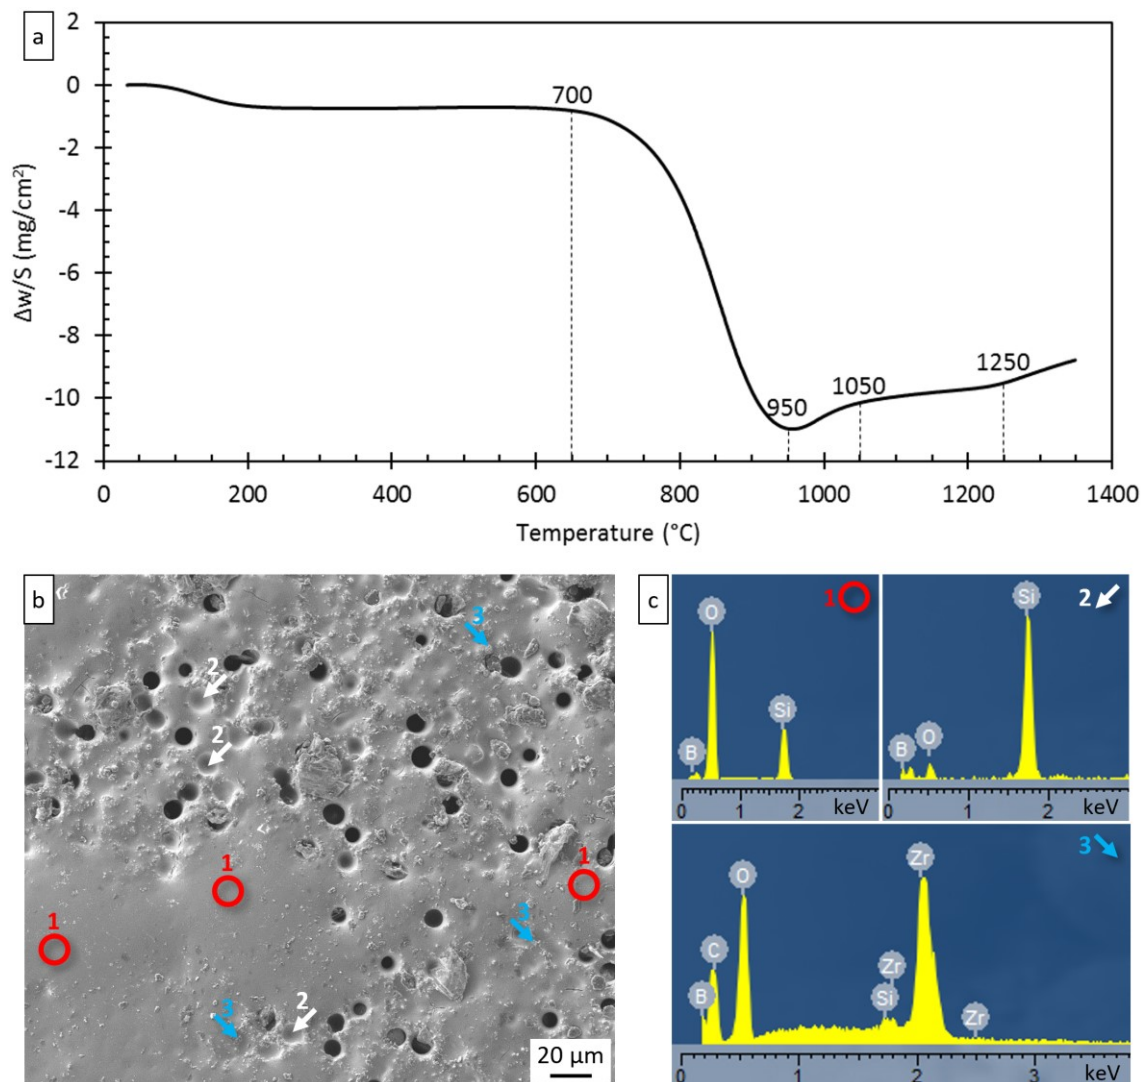 a
2
0
-2
-4
-6
-8
-10
-12
Δw/S (mg/cm²)
700
950
1050
1250
0 200 400 600 800 1000 1200 1400
Temperature (°C)
b
3
2
2
1
1
1
3
3
2
20 μm
c
1
O
Si
B
0 1 2 keV
2
Si
B
O
0 1 2 keV
3
Zr
O
C
B
Zr
Si
Zr
0 1 2 3 keV